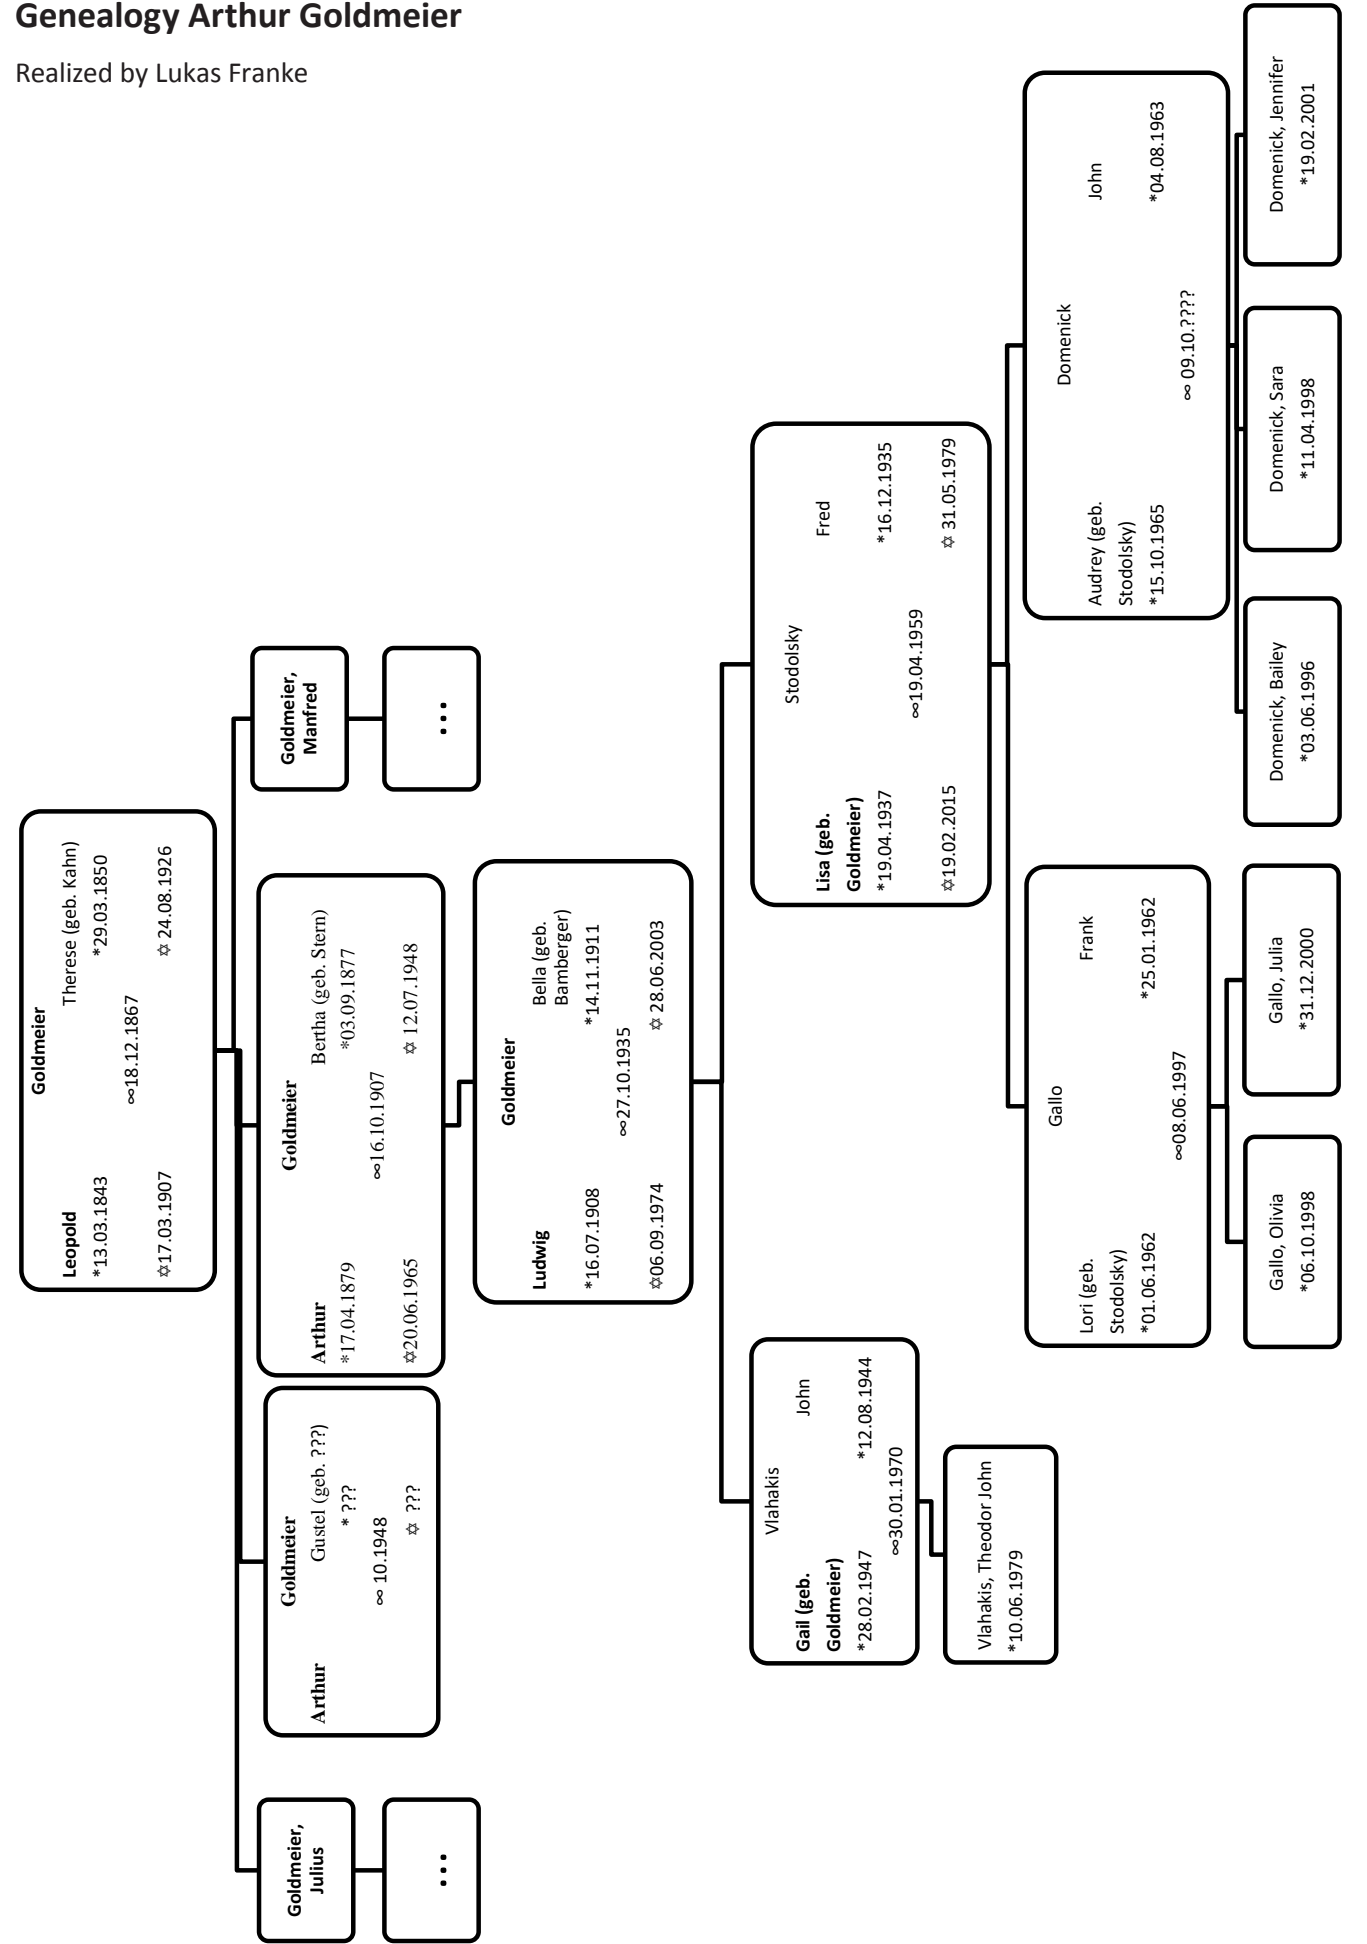 Genealogy Arthur Goldmeier
Realized by Lukas Franke
Goldmeier
Leopold Therese (geb. Kahn)
*13.03.1843 *29.03.1850
∞18.12.1867
✡17.03.1907 ✡ 24.08.1926
Goldmeier,
Julius
...
Goldmeier
Arthur Gustel (geb. ???)
* ???
∞ 10.1948
✡ ???
Goldmeier
Arthur Bertha (geb. Stern)
*17.04.1879 *03.09.1877
∞16.10.1907
✡20.06.1965 ✡ 12.07.1948
Goldmeier,
Manfred
...
Goldmeier
Ludwig Bella (geb.
Bamberger)
*16.07.1908 *14.11.1911
∞27.10.1935
✡06.09.1974 ✡ 28.06.2003
Vlahakis
Gail (geb. John
Goldmeier)
*28.02.1947 *12.08.1944
∞30.01.1970
Vlahakis, Theodor John
*10.06.1979
Stodolsky
Lisa (geb. Fred
Goldmeier)
*19.04.1937 *16.12.1935
∞19.04.1959
✡19.02.2015 ✡ 31.05.1979
Gallo
Lori (geb. Frank
Stodolsky)
*01.06.1962 *25.01.1962
∞08.06.1997
Gallo, Olivia
*06.10.1998
Gallo, Julia
*31.12.2000
Domenick
Audrey (geb. John
Stodolsky)
*15.10.1965 *04.08.1963
∞ 09.10.????
Domenick, Bailey
*03.06.1996
Domenick, Sara
*11.04.1998
Domenick, Jennifer
*19.02.2001